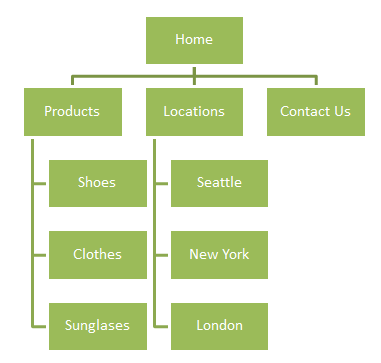 Home
Products
Locations
Contact Us
Shoes
Seattle
Clothes
New York
Sunglases
London